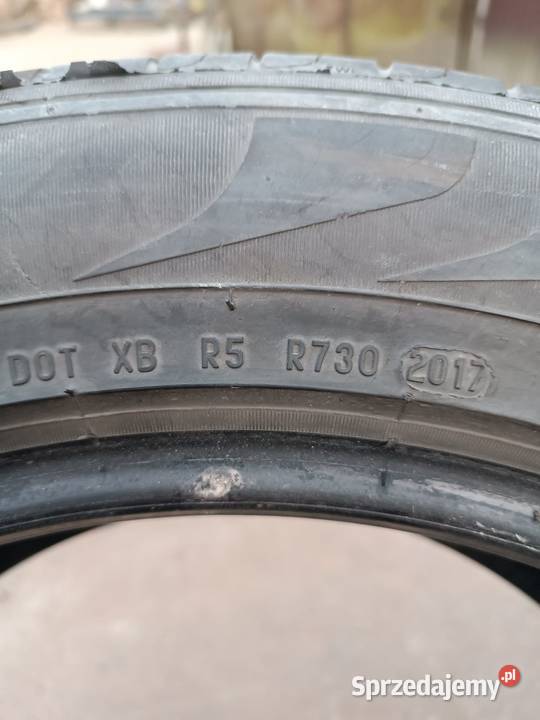 DOT XB R5 R730 2017
Sprzedajemy.pl